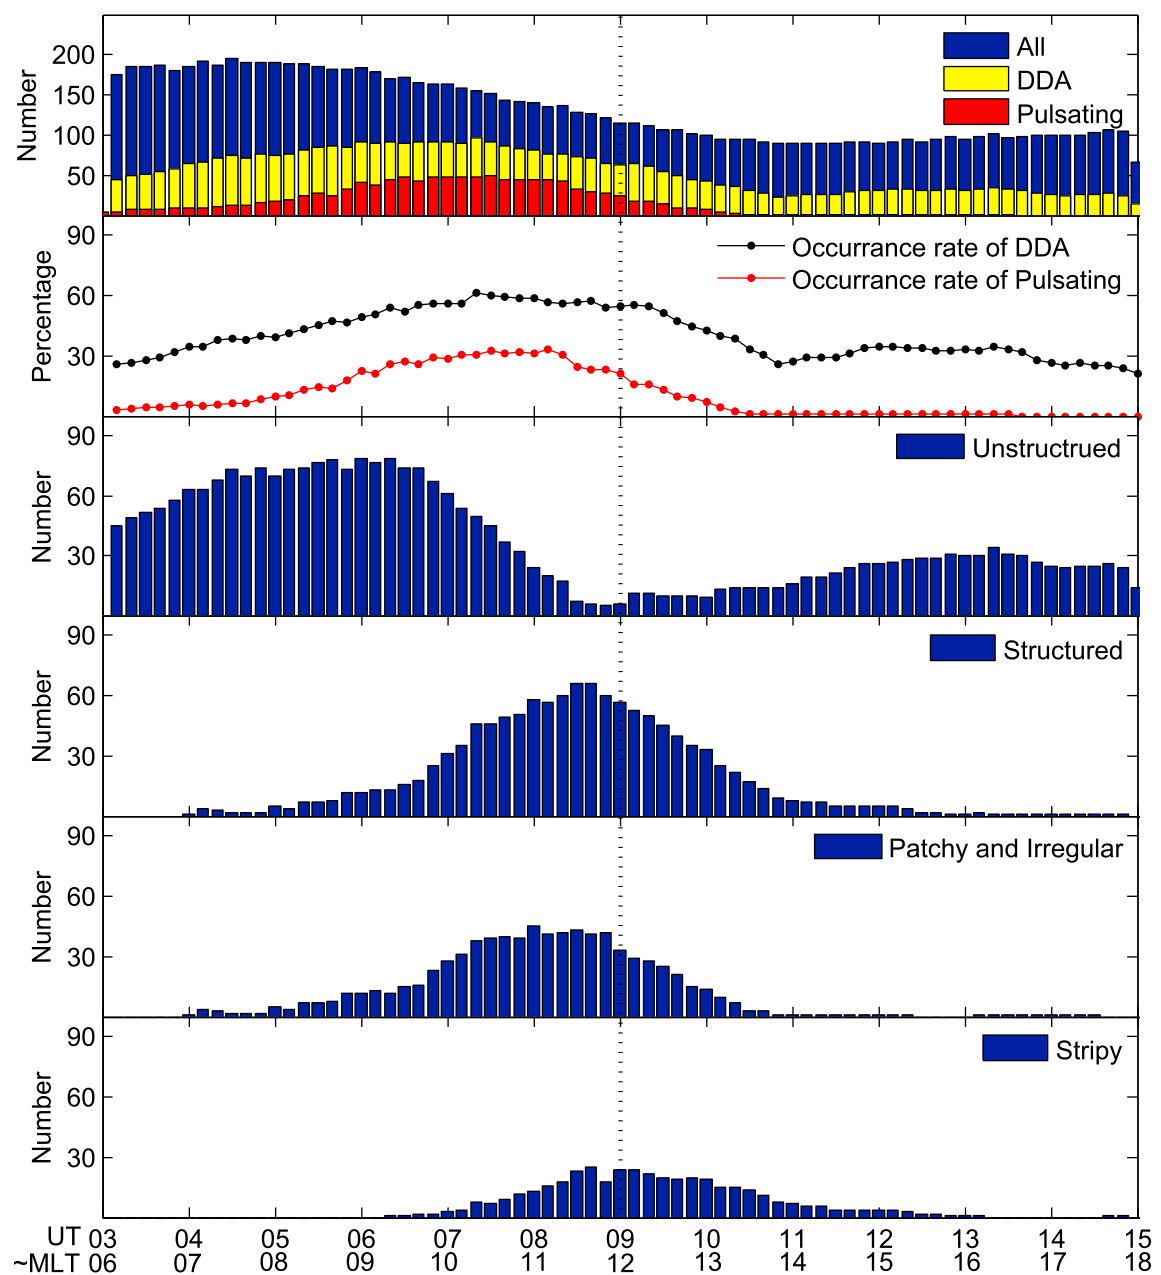 200
150
100
50
Number
All
DDA
Pulsating
90
60
30
Percentage
Occurrance rate of DDA
Occurrance rate of Pulsating
90
60
30
Number
Unstructrued
90
60
30
Number
Structured
90
60
30
Number
Patchy and Irregular
90
60
30
Number
Stripy
UT 03 04 05 06 07 08 09 10 11 12 13 14 15
~MLT 06 07 08 09 10 11 12 13 14 15 16 17 18